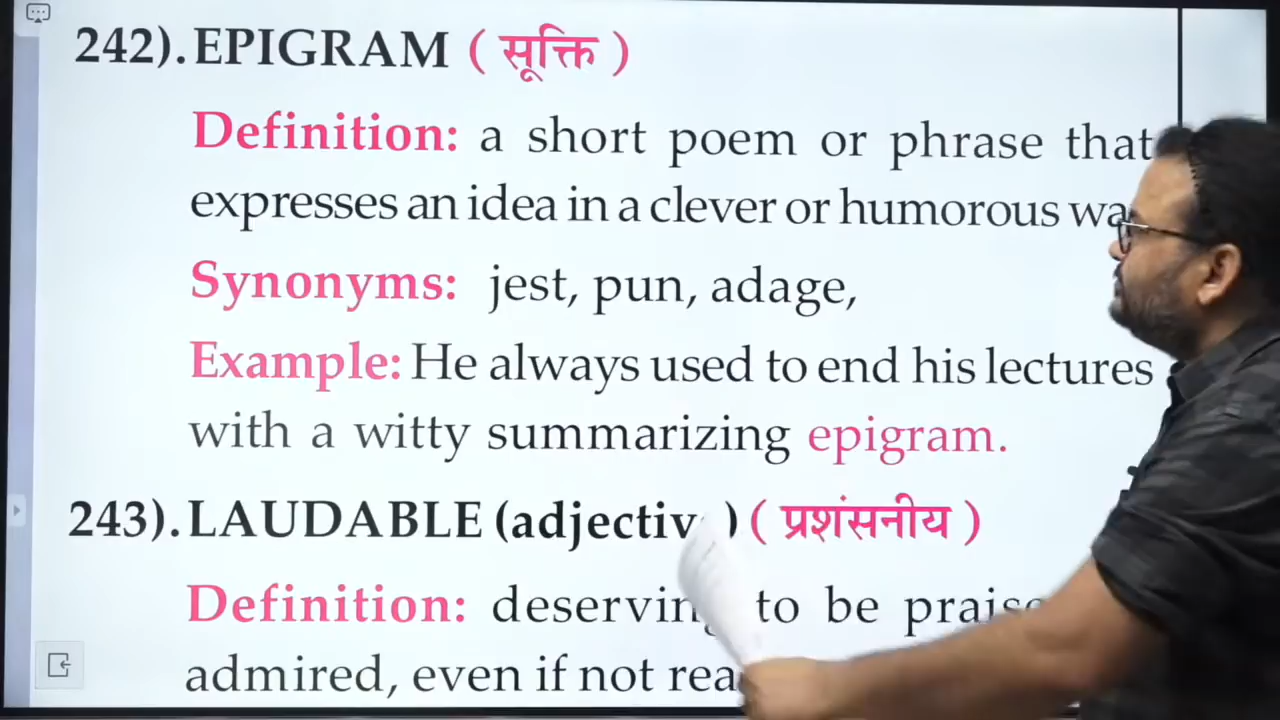 242). EPIGRAM ( सूक्ति )
Definition: a short poem or phrase that
expresses an idea in a clever or humorous
Synonyms: jest, pun, adage,
Example: He always used to end his lectures
with a witty summarizing epigram.
243). LAUDABLE ( प्रशंसनीय )
Definition: to be
admired, even if not